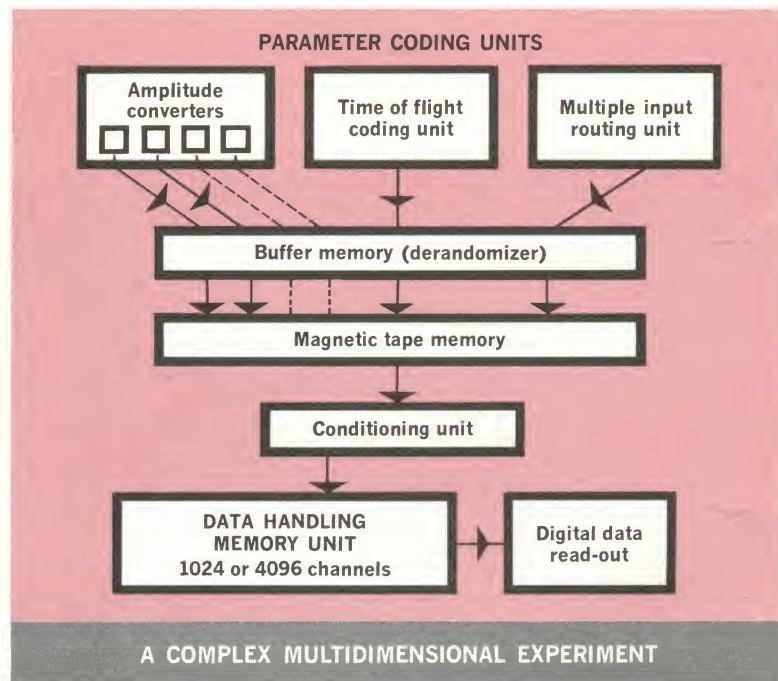 PARAMETER CODING UNITS
Amplitude
converters
Time of flight
coding unit
Multiple input
routing unit
Buffer memory (derandomizer)
Magnetic tape memory
Conditioning unit
DATA HANDLING
MEMORY UNIT
1024 or 4096 channels
Digital data
read-out
A COMPLEX MULTIDIMENSIONAL EXPERIMENT